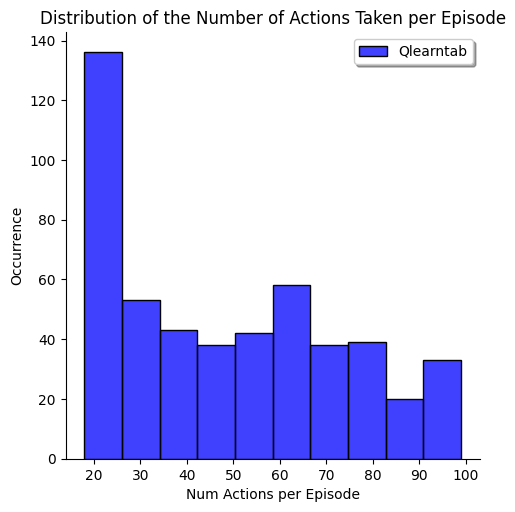 Distribution of the Number of Actions Taken per Episode
Qlearntab
Occurrence
140
120
100
80
60
40
20
0
20 30 40 50 60 70 80 90 100
Num Actions per Episode